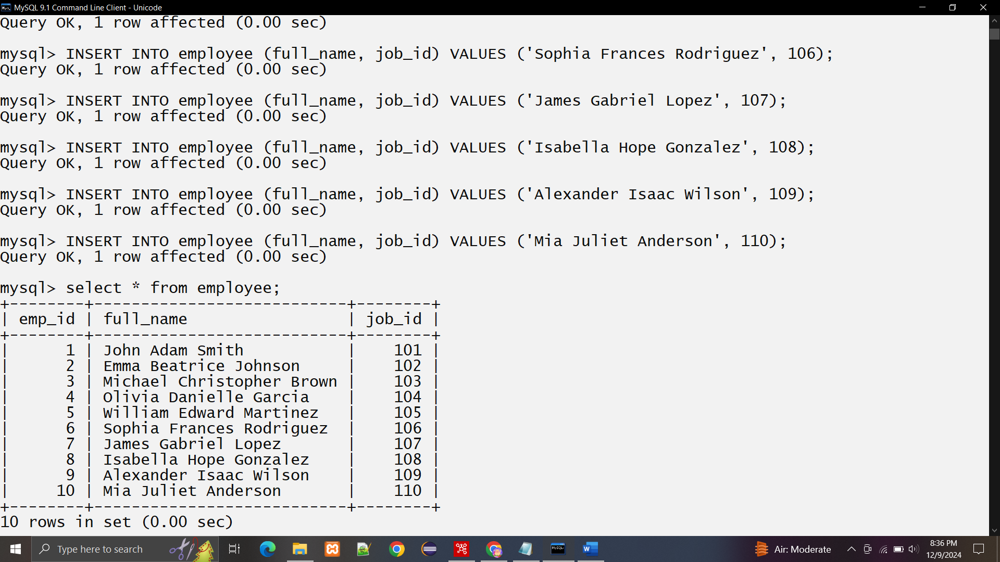 MySQL 9.1 Command Line Client - Unicode
Query OK, 1 row affected (0.00 sec)
mysql> INSERT INTO employee (full_name, job_id) VALUES ('Sophia Frances Rodriguez', 106);
Query OK, 1 row affected (0.00 sec)
mysql> INSERT INTO employee (full_name, job_id) VALUES ('James Gabriel Lopez', 107);
Query OK, 1 row affected (0.00 sec)
mysql> INSERT INTO employee (full_name, job_id) VALUES ('Isabella Hope Gonzalez', 108);
Query OK, 1 row affected (0.00 sec)
mysql> INSERT INTO employee (full_name, job_id) VALUES ('Alexander Isaac Wilson', 109);
Query OK, 1 row affected (0.00 sec)
mysql> INSERT INTO employee (full_name, job_id) VALUES ('Mia Juliet Anderson', 110);
Query OK, 1 row affected (0.00 sec)
mysql> select * from employee;
+--------+---------------------------+--------+
| emp_id | full_name                 | job_id |
+--------+---------------------------+--------+
|      1 | John Adam Smith           |    101 |
|      2 | Emma Beatrice Johnson     |    102 |
|      3 | Michael Christopher Brown |    103 |
|      4 | Olivia Danielle Garcia    |    104 |
|      5 | William Edward Martinez   |    105 |
|      6 | Sophia Frances Rodriguez  |    106 |
|      7 | James Gabriel Lopez       |    107 |
|      8 | Isabella Hope Gonzalez    |    108 |
|      9 | Alexander Isaac Wilson    |    109 |
|     10 | Mia Juliet Anderson       |    110 |
+--------+---------------------------+--------+
10 rows in set (0.00 sec)
Type here to search
Air: Moderate
8:36 PM
12/9/2024